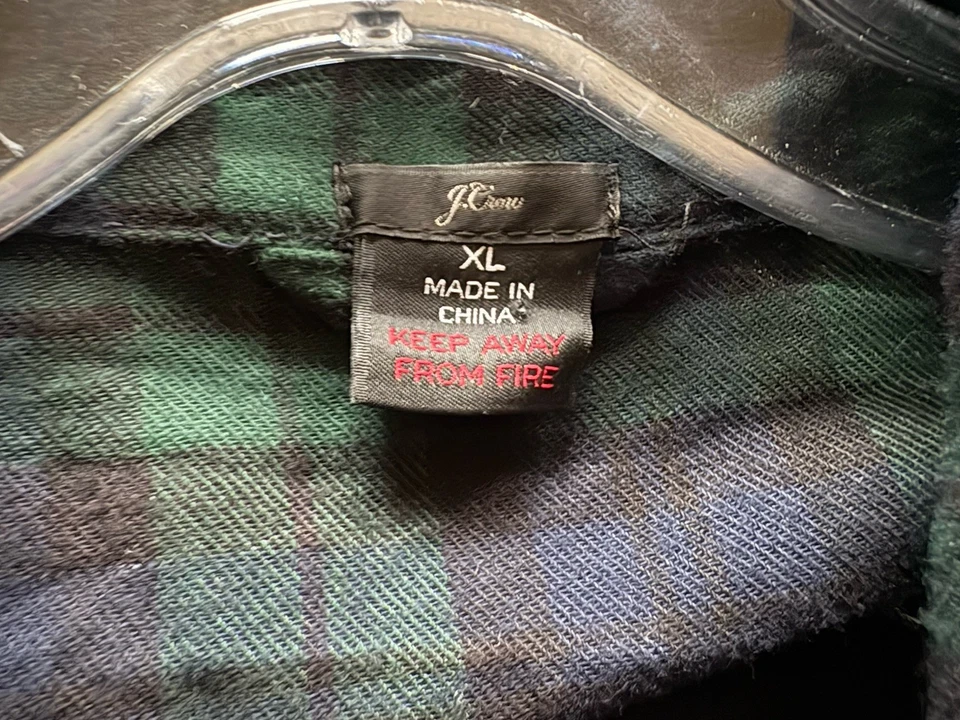 J.Crew
XL
MADE IN
CHINA
KEEP AWAY
FROM FIRE